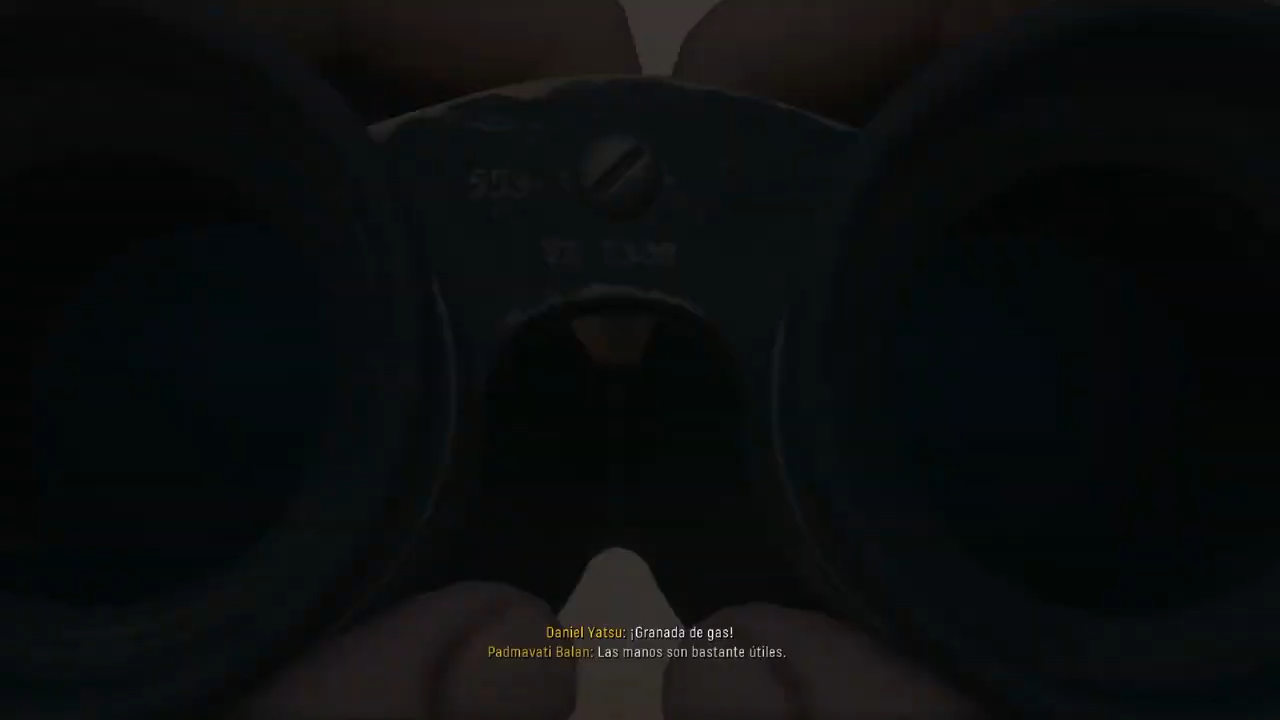 Daniel Yatsu: ¡Granada de gas!
Padmavati Balan: Las manos son bastante útiles.